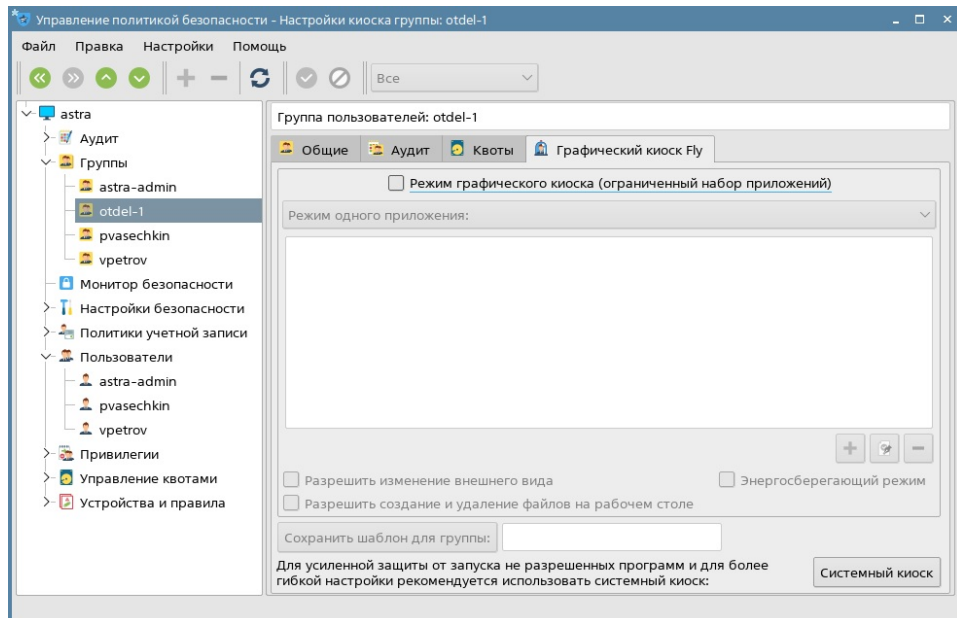 Управление политикой безопасности - Настройки киоска группы: otdel-1
Файл Правка Настройки Помощь
Все
astra
Аудит
Группы
astra-admin
otdel-1
pvasechkin
vpetrov
Монитор безопасности
Настройки безопасности
Политики учетной записи
Пользователи
astra-admin
pvasechkin
vpetrov
Привилегии
Управление квотами
Устройства и правила
Группа пользователей: otdel-1
Общие Аудит Квоты Графический киоск Fly
Режим графического киоска (ограниченный набор приложений)
Режим одного приложения:
Разрешить изменение внешнего вида Энергосберегающий режим
Разрешить создание и удаление файлов на рабочем столе
Сохранить шаблон для группы:
Для усиленной защиты от запуска не разрешенных программ и для более
гибкой настройки рекомендуется использовать системный киоск:
Системный киоск